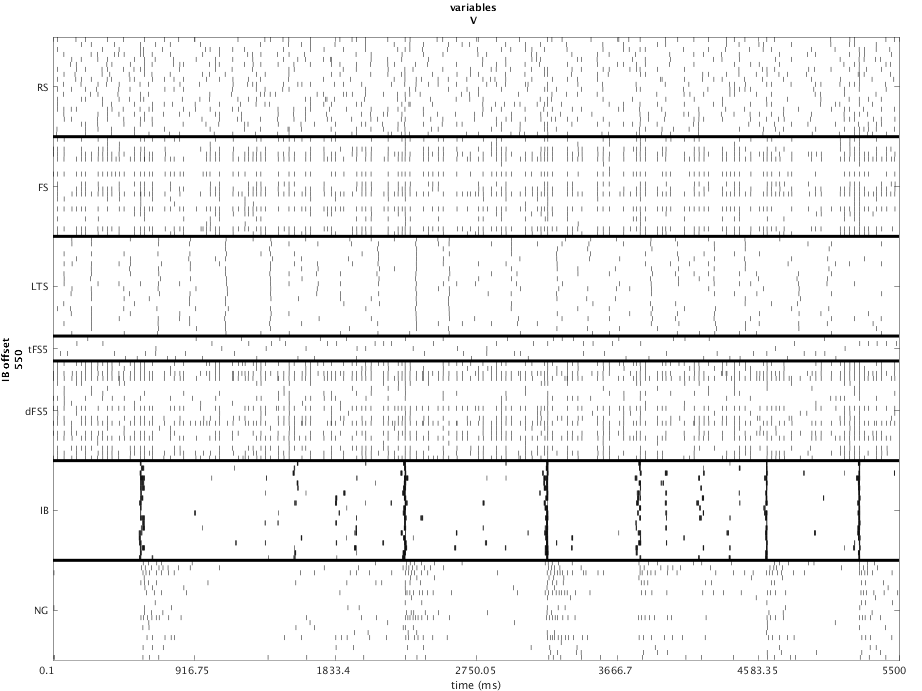 variables
V
RS
FS
LTS
tFS5
IB offset
550
dFS5
IB
NG
0.1 916.75 1833.4 2750.05 3666.7 4583.35 5500
time (ms)